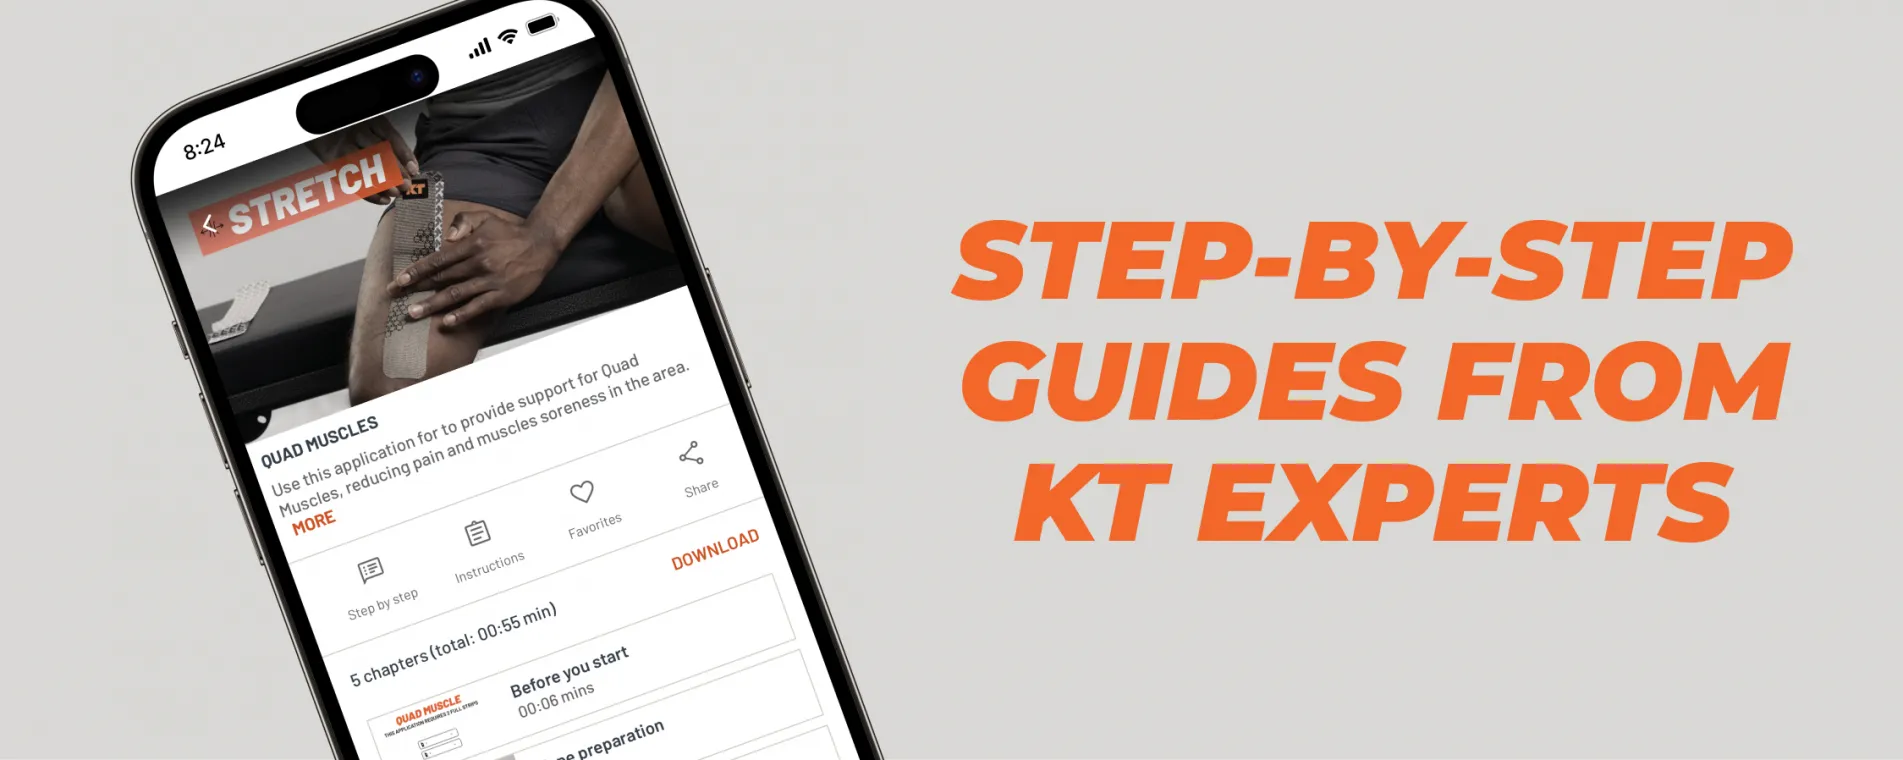 8:24
STRETCH
KT
QUAD MUSCLES
Use this application for to provide support for Quad
Muscles, reducing pain and muscles soreness in the area.
MORE
Step by step
Instructions
Favorites
Share
DOWNLOAD
5 chapters (total: 00:55 min)
QUAD MUSCLE
THIS APPLICATION REQUIRES 2 FULL STRIPS
Before you start
00:06 mins
preparation
STEP-BY-STEP
GUIDES FROM
KT EXPERTS